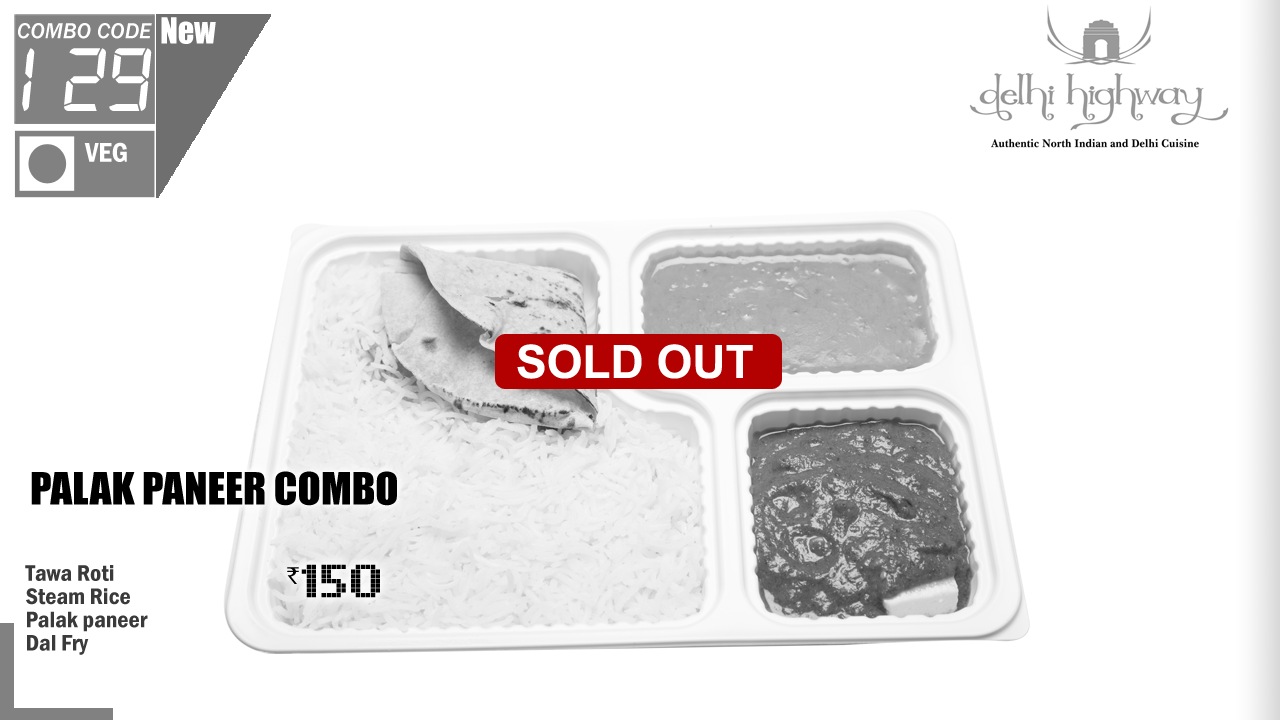 COMBO CODE
129
New
VEG
delhi highway
Authentic North Indian and Delhi Cuisine
SOLD OUT
PALAK PANEER COMBO
₹150
Tawa Roti
Steam Rice
Palak paneer
Dal Fry